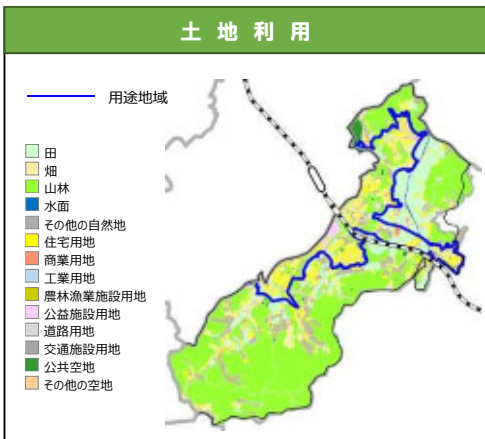 土地利用
用途地域
田
畑
山林
水面
その他の自然地
住宅用地
商業用地
工業用地
農林漁業施設用地
公益施設用地
道路用地
交通施設用地
公共空地
その他の空地